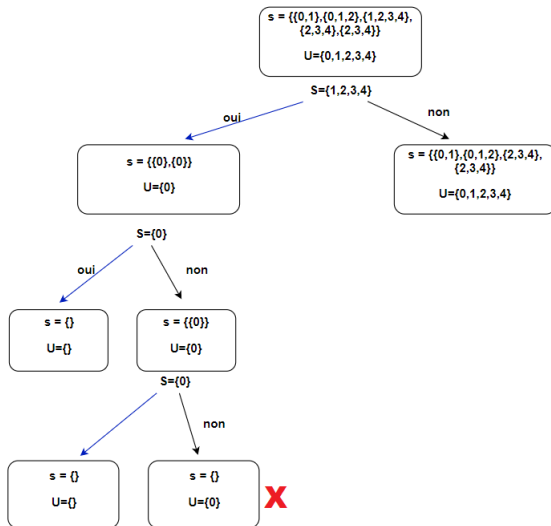 s = {{0,1},{0,1,2},{1,2,3,4},
{2,3,4},{2,3,4}}
U={0,1,2,3,4}
S={1,2,3,4}
oui
non
s = {{0},{0}}
U={0}
s = {{0,1},{0,1,2},{2,3,4},
{2,3,4}}
U={0,1,2,3,4}
S={0}
oui
non
s = {}
U={}
s = {{0}}
U={0}
S={0}
non
s = {}
U={}
s = {}
U={0}
X